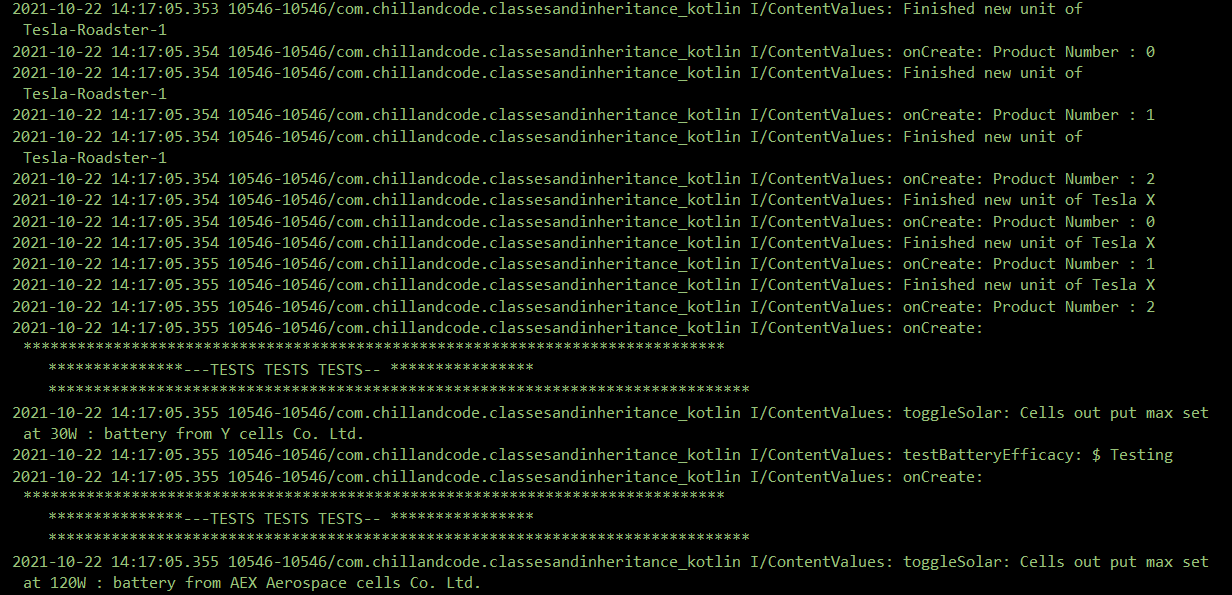 2021-10-22 14:17:05.353 10546-10546/com.chillandcode.classesandinheritance_kotlin I/ContentValues: Finished new unit of
Tesla-Roadster-1
2021-10-22 14:17:05.354 10546-10546/com.chillandcode.classesandinheritance_kotlin I/ContentValues: onCreate: Product Number : 0
2021-10-22 14:17:05.354 10546-10546/com.chillandcode.classesandinheritance_kotlin I/ContentValues: Finished new unit of
Tesla-Roadster-1
2021-10-22 14:17:05.354 10546-10546/com.chillandcode.classesandinheritance_kotlin I/ContentValues: onCreate: Product Number : 1
2021-10-22 14:17:05.354 10546-10546/com.chillandcode.classesandinheritance_kotlin I/ContentValues: Finished new unit of
Tesla-Roadster-1
2021-10-22 14:17:05.354 10546-10546/com.chillandcode.classesandinheritance_kotlin I/ContentValues: onCreate: Product Number : 2
2021-10-22 14:17:05.354 10546-10546/com.chillandcode.classesandinheritance_kotlin I/ContentValues: Finished new unit of Tesla X
2021-10-22 14:17:05.354 10546-10546/com.chillandcode.classesandinheritance_kotlin I/ContentValues: onCreate: Product Number : 0
2021-10-22 14:17:05.354 10546-10546/com.chillandcode.classesandinheritance_kotlin I/ContentValues: Finished new unit of Tesla X
2021-10-22 14:17:05.355 10546-10546/com.chillandcode.classesandinheritance_kotlin I/ContentValues: onCreate: Product Number : 1
2021-10-22 14:17:05.355 10546-10546/com.chillandcode.classesandinheritance_kotlin I/ContentValues: Finished new unit of Tesla X
2021-10-22 14:17:05.355 10546-10546/com.chillandcode.classesandinheritance_kotlin I/ContentValues: onCreate: Product Number : 2
2021-10-22 14:17:05.355 10546-10546/com.chillandcode.classesandinheritance_kotlin I/ContentValues: onCreate:
******************************************************************************
***************---TESTS TESTS TESTS-- ****************
******************************************************************************
2021-10-22 14:17:05.355 10546-10546/com.chillandcode.classesandinheritance_kotlin I/ContentValues: toggleSolar: Cells out put max set
at 30W : battery from Y cells Co. Ltd.
2021-10-22 14:17:05.355 10546-10546/com.chillandcode.classesandinheritance_kotlin I/ContentValues: testBatteryEfficacy: $ Testing
2021-10-22 14:17:05.355 10546-10546/com.chillandcode.classesandinheritance_kotlin I/ContentValues: onCreate:
******************************************************************************
***************---TESTS TESTS TESTS-- ****************
******************************************************************************
2021-10-22 14:17:05.355 10546-10546/com.chillandcode.classesandinheritance_kotlin I/ContentValues: toggleSolar: Cells out put max set
at 120W : battery from AEX Aerospace cells Co. Ltd.